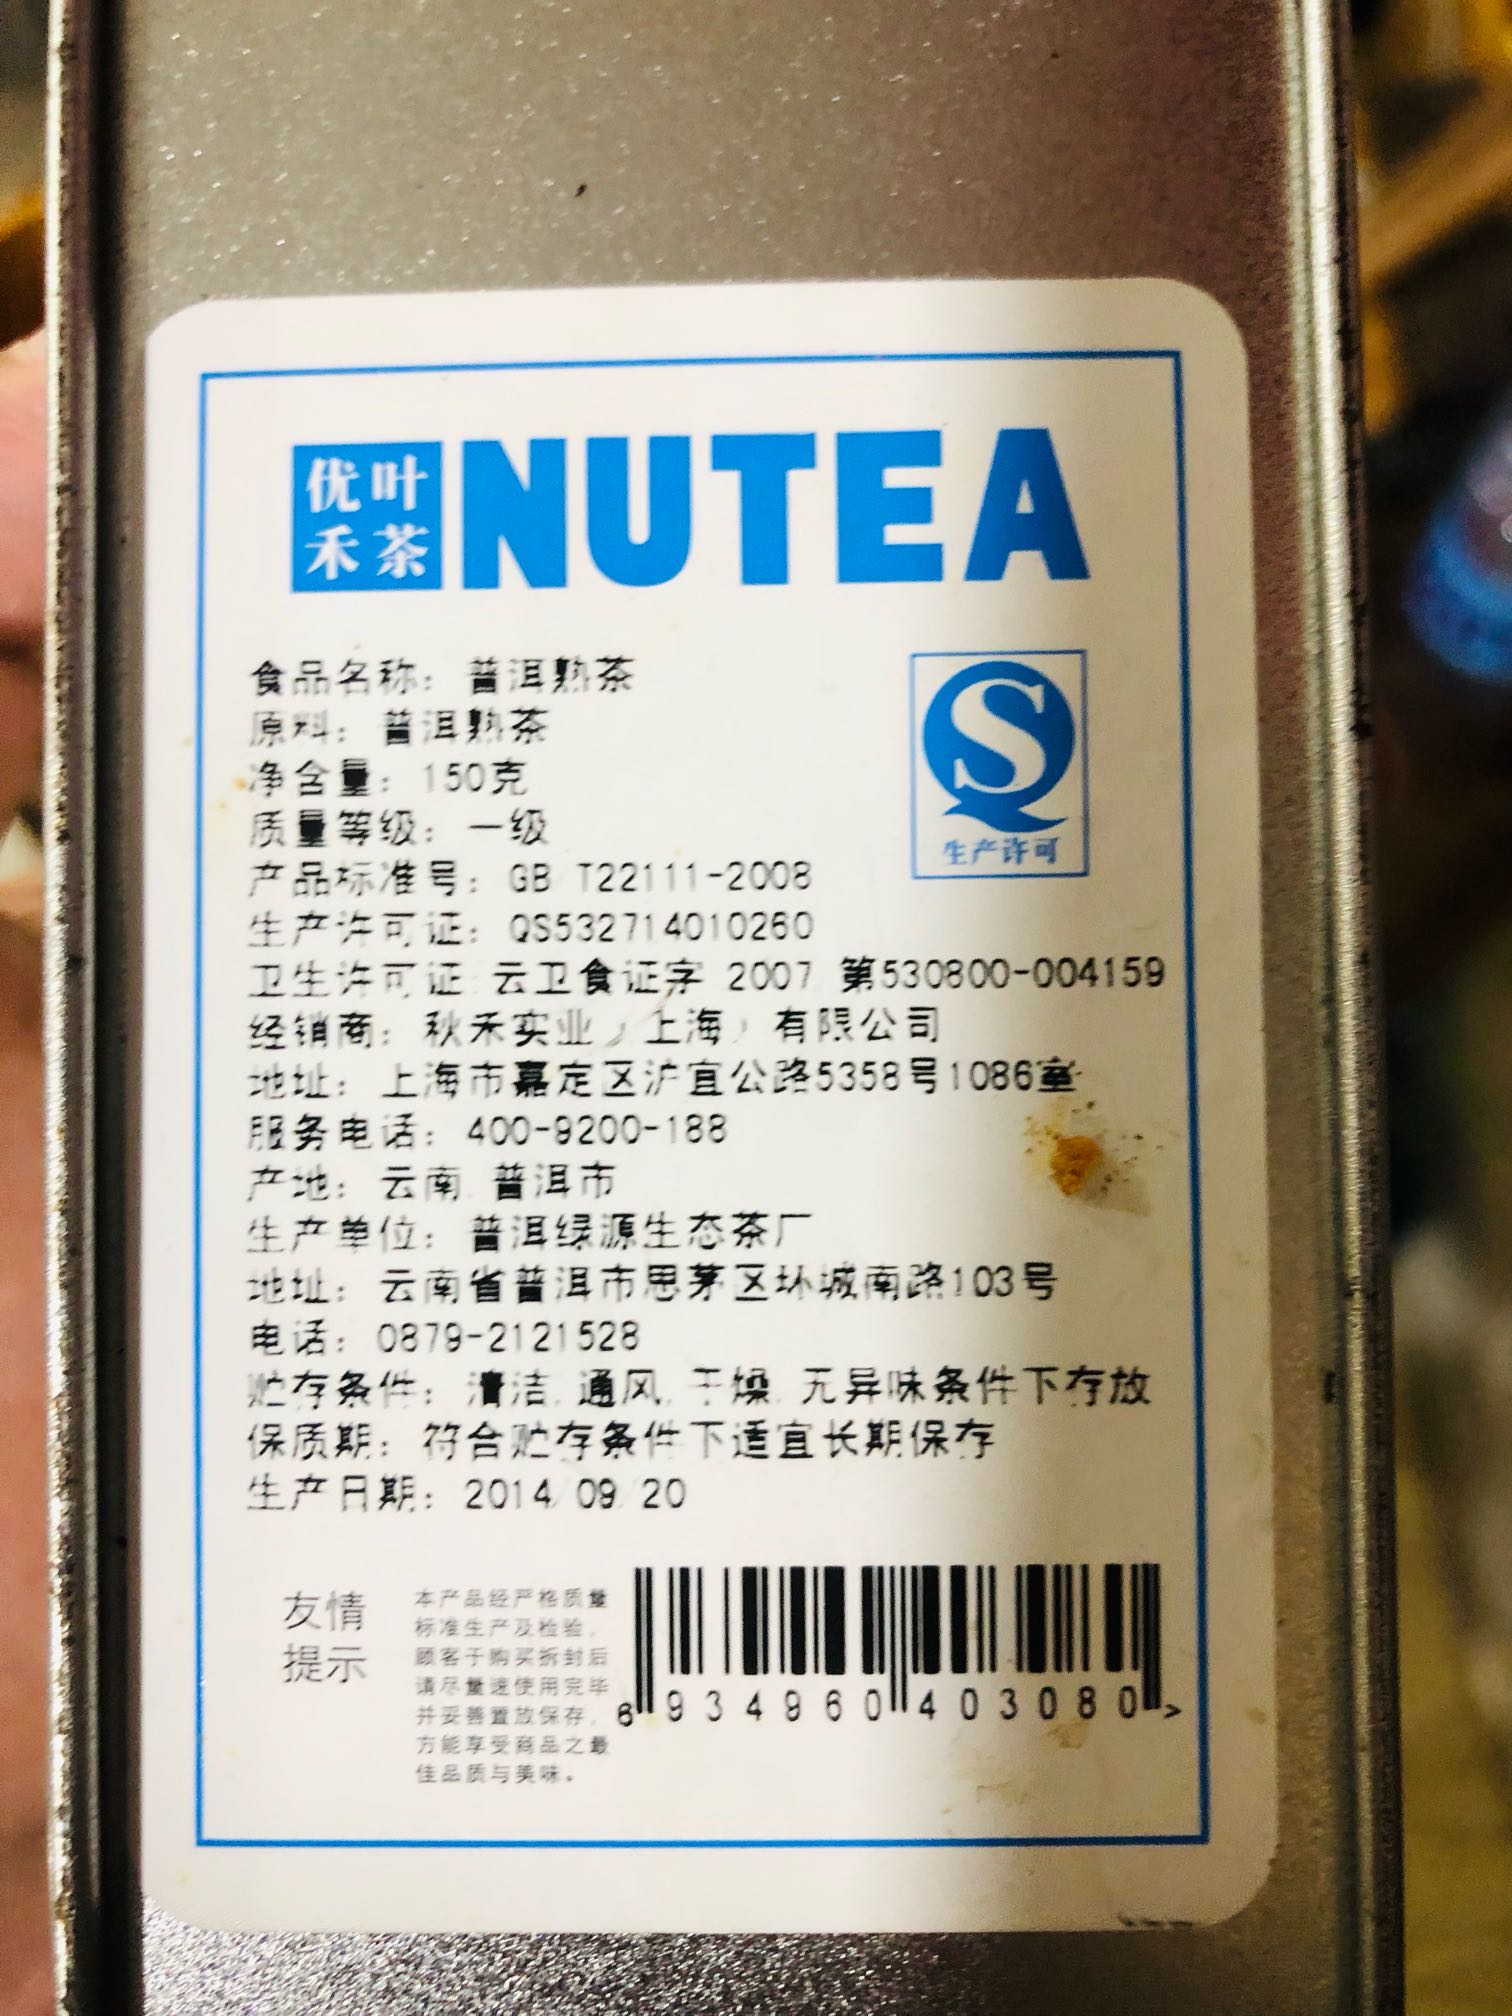 优叶
禾茶
NUTEA
食品名称：普洱熟茶
原料：普洱熟茶
净含量：150克
质量等级：一级
产品标准号：GB T22111-2008
生产许可证：QS532714010260
卫生许可证 云卫食证字 2007 第530800-004159
经销商：秋禾实业（上海）有限公司
地址：上海市嘉定区沪宜公路5358号1086室
服务电话：400-9200-188
产地：云南 普洱市
生产单位：普洱绿源生态茶厂
地址：云南省普洱市思茅区环城南路103号
电话：0879-2121528
贮存条件：清洁 通风 干燥 无异味条件下存放
保质期：符合贮存条件下适宜长期保存
生产日期：2014/09/20
S
生产许可
友情
提示
本产品经严格质量
标准生产及检验，
顾客于购买拆封后
请尽量速使用完毕
并妥善置放保存，
方能享受商品之最
佳品质与美味。
6 934960 403080 >